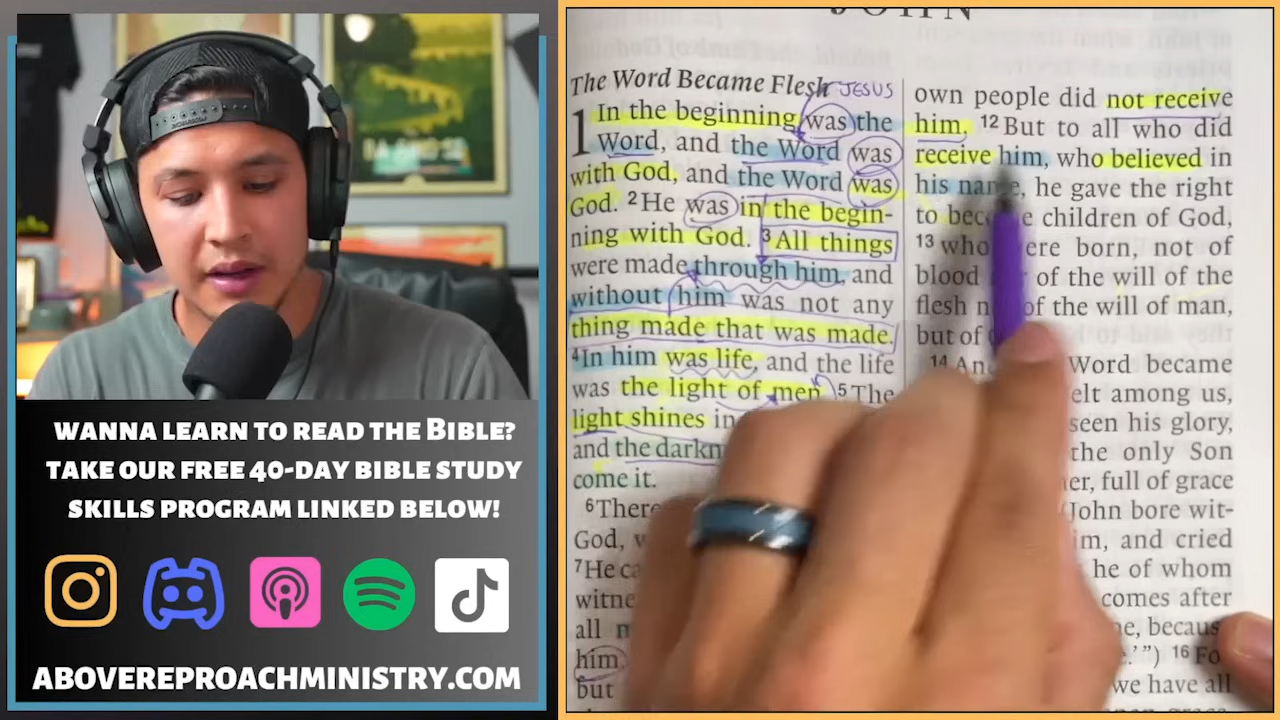 WANNA LEARN TO READ THE BIBLE?
TAKE OUR FREE 40-DAY BIBLE STUDY
SKILLS PROGRAM LINKED BELOW!
ABOVEREPROACHMINISTRY.COM
JOHN
The Word Became Flesh
JESUS
1 In the beginning was the
Word, and the Word was
with God, and the Word was
God. 2 He was in the begin-
ning with God. 3 All things
were made through him, and
without him was not any
thing made that was made.
4 In him was life, and the life
was the light of men. 5 The
light shines in
and the
come it.
6 There
God,
7 He
all
him.
but
own people did not receive
him. 12 But to all who did
receive him, who believed in
his name, he gave the right
to become children of God,
13 who were born, not of
blood of the will of the
flesh of the will of man,
but of
14 Word became
among us,
seen his glory,
the only Son
full of grace
John bore wit-
and cried
he of whom
comes after
16
we have all